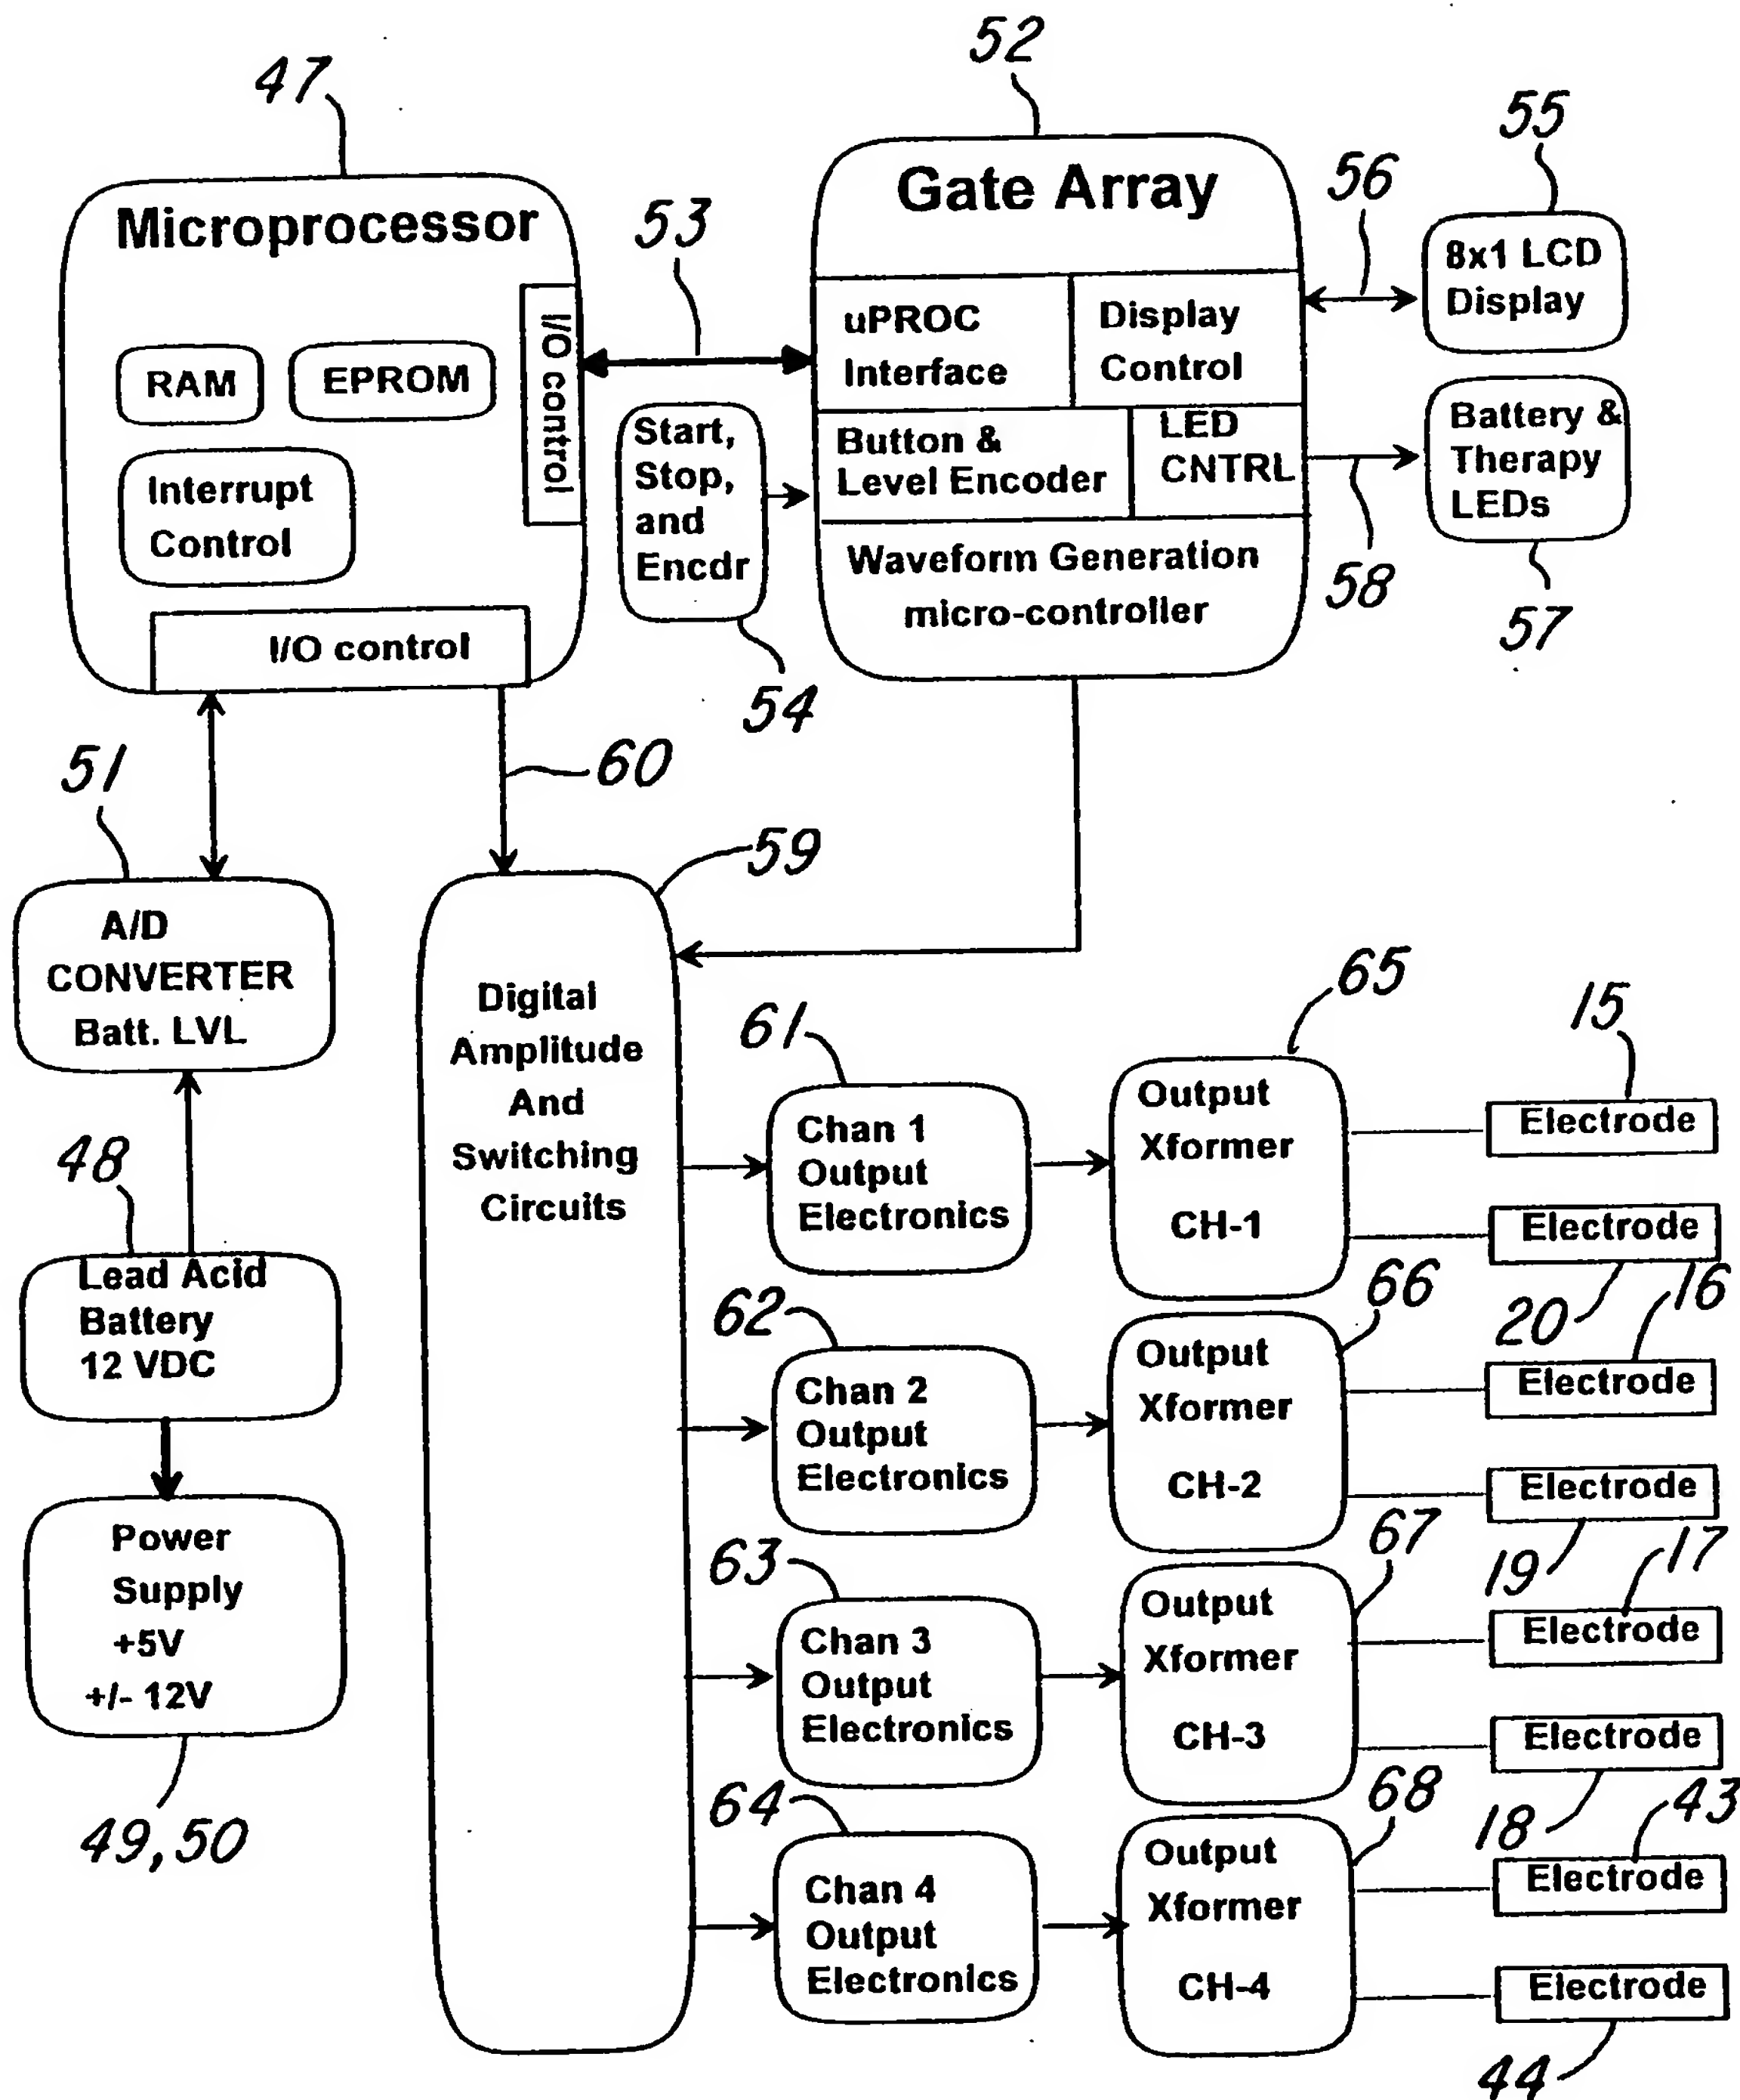 52
47
55
56
Gate Array
Microprocessor
53
8x1 LCD
Display
I/O control
uPROC
Interface
Display
Control
RAM
EPROM
Start,
Stop,
and
Encdr
Button &
Level Encoder
LED
CNTRL
Battery &
Therapy
LEDs
Interrupt
Control
Waveform Generation
micro-controller
58
57
I/O control
54
60
51
59
A/D
CONVERTER
Batt. LVL
Digital
Amplitude
And
Switching
Circuits
65
15
61
Output
Xformer
CH-1
Electrode
Chan 1
Output
Electronics
Electrode
48
Lead Acid
Battery
12 VDC
20
16
62
66
Output
Xformer
CH-2
Electrode
Chan 2
Output
Electronics
Electrode
Power
Supply
+5V
+/- 12V
19
17
63
67
Output
Xformer
CH-3
Electrode
Chan 3
Output
Electronics
Electrode
49,50
18
43
64
68
Output
Xformer
CH-4
Electrode
Chan 4
Output
Electronics
Electrode
44